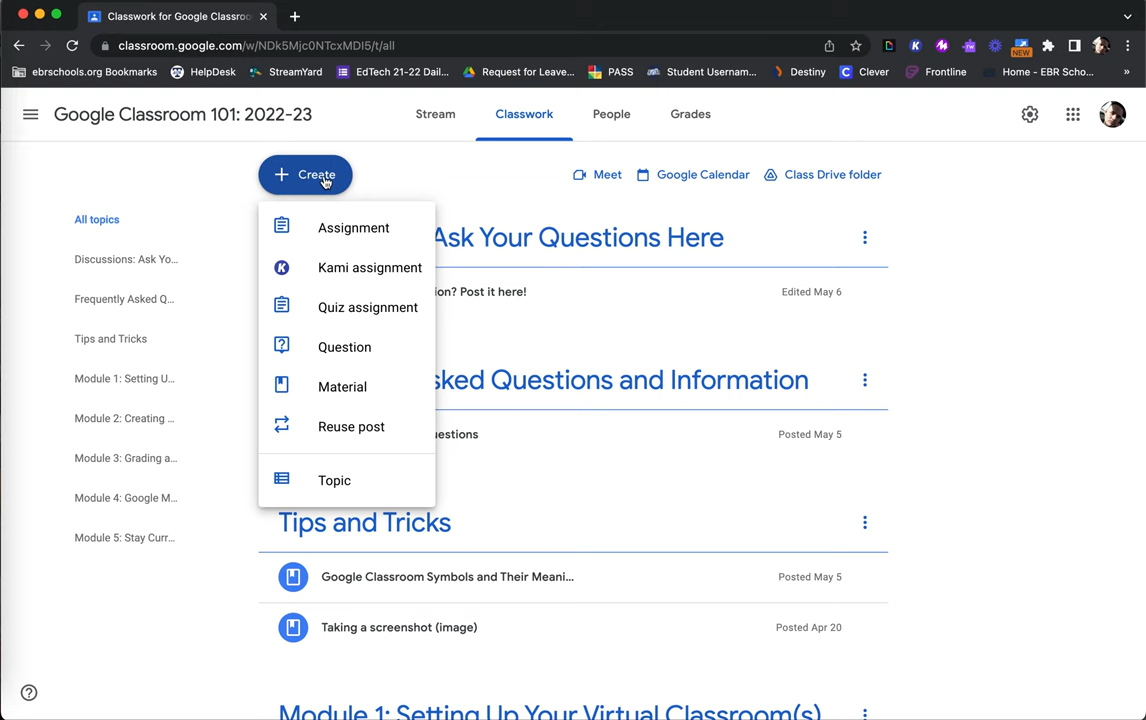 Classwork for Google Classroo
classroom.google.com/w/NDk5Mjc0NTcxMDI5/t/all
NEW
ebrschools.org Bookmarks HelpDesk StreamYard EdTech 21-22 Dail... Request for Leave... PASS Student Usernam... Destiny Clever Frontline Home - EBR Scho... »
Google Classroom 101: 2022-23 Stream Classwork People Grades
Create Meet Google Calendar Class Drive folder
All topics
Discussions: Ask Yo...
Frequently Asked Q...
Tips and Tricks
Module 1: Setting U...
Module 2: Creating ...
Module 3: Grading a...
Module 4: Google M...
Module 5: Stay Curr...
Assignment
Kami assignment
Quiz assignment
Question
Material
Reuse post
Topic
Ask Your Questions Here
ion? Post it here! Edited May 6
sked Questions and Information
uestions Posted May 5
Tips and Tricks
Google Classroom Symbols and Their Meani... Posted May 5
Taking a screenshot (image) Posted Apr 20
Module 1: Setting Up Your Virtual Classroom(s)